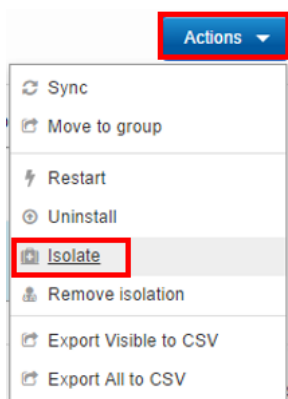 Actions
Sync
Move to group
Restart
Uninstall
Isolate
Remove isolation
Export Visible to CSV
Export All to CSV